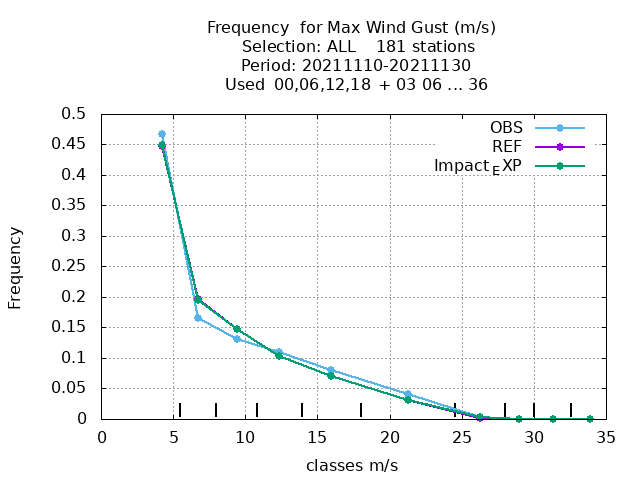 Frequency for Max Wind Gust (m/s)
Selection: ALL 181 stations
Period: 20211110-20211130
Used 00,06,12,18 + 03 06 ... 36
OBS
REF
Impact_EXP
0.5
0.45
0.4
0.35
0.3
0.25
0.2
0.15
0.1
0.05
0
Frequency
0 5 10 15 20 25 30 35
classes m/s